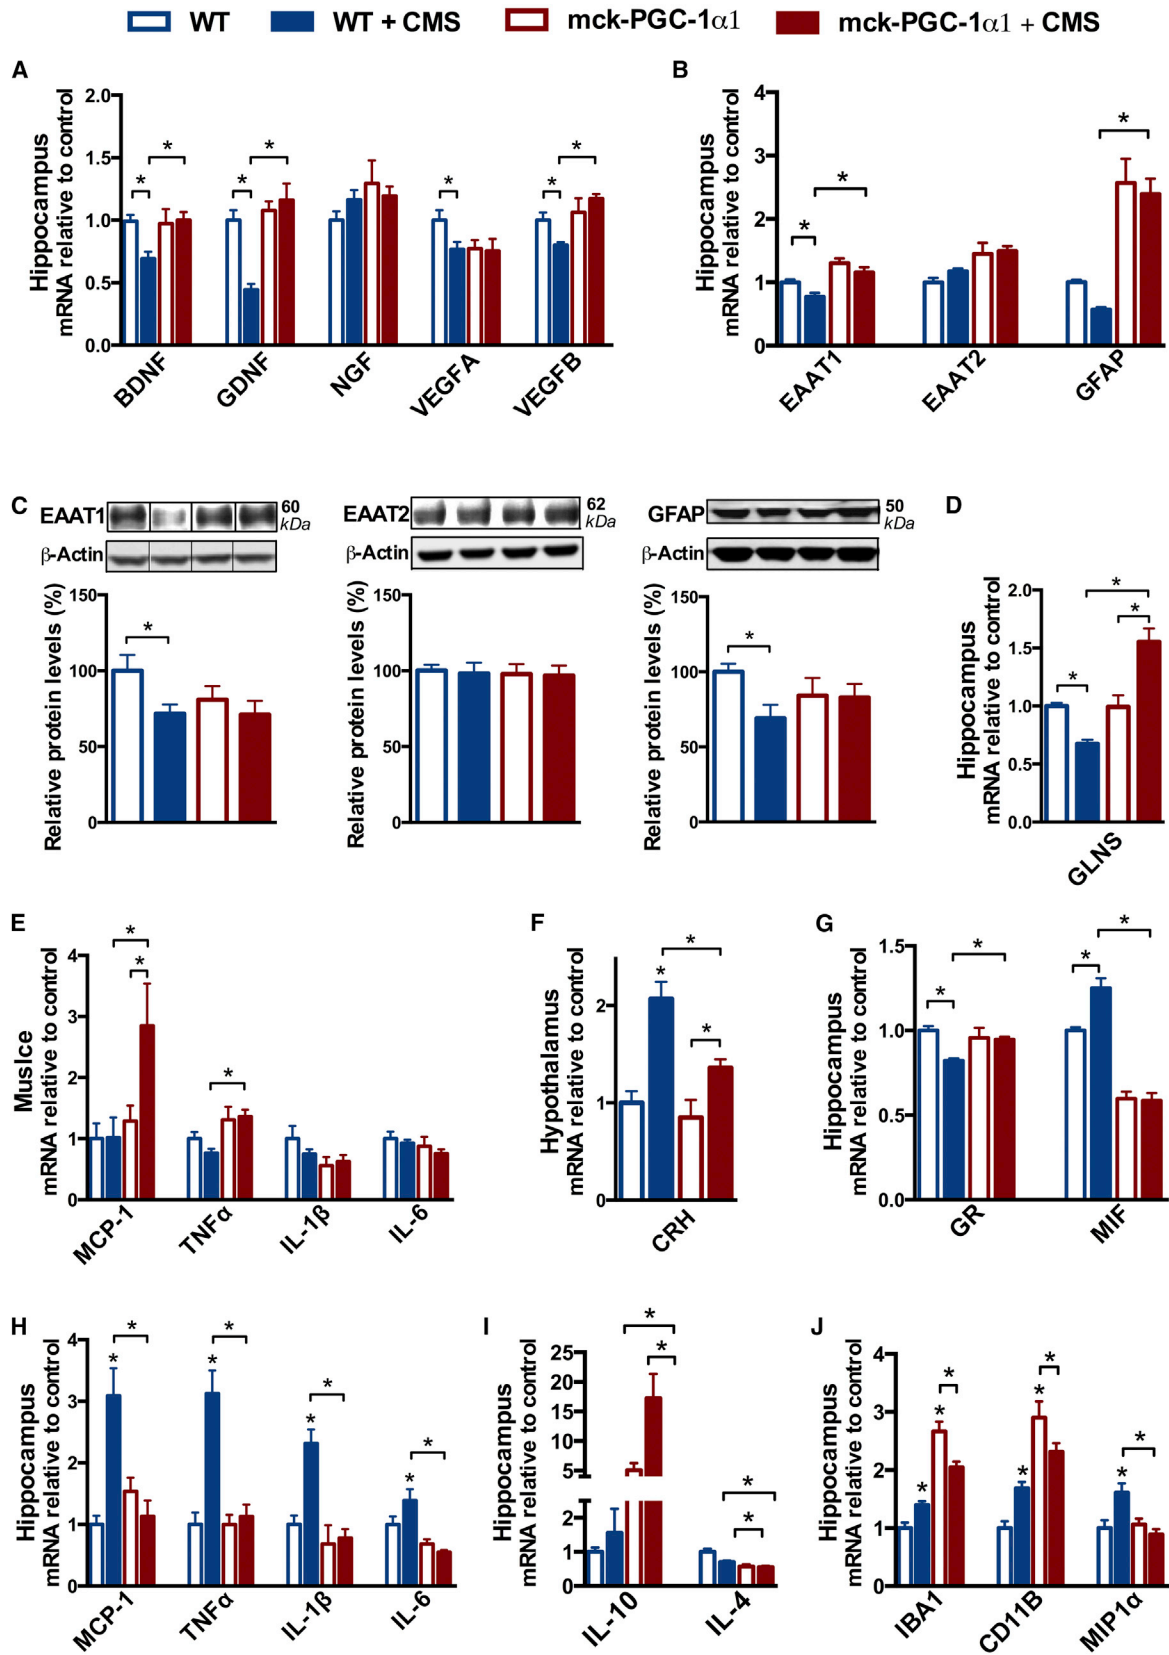 WT WT + CMS mck-PGC-1α1 mck-PGC-1α1 + CMS
A
Hippocampus
mRNA relative to control
2.0
1.5
1.0
0.5
0.0
* * * * * * *
BDNF GDNF NGF VEGFA VEGFB
B
Hippocampus
mRNA relative to control
4
3
2
1
0
* * *
EAAT1 EAAT2 GFAP
C
EAAT1 60 kDa
β-Actin
Relative protein levels (%)
150
100
50
0
*
EAAT2 62 kDa
β-Actin
Relative protein levels (%)
150
100
50
0
GFAP 50 kDa
β-Actin
Relative protein levels (%)
150
100
50
0
*
D
Hippocampus
mRNA relative to control
2.0
1.5
1.0
0.5
0.0
* * *
GLNS
E
Muslce
mRNA relative to control
4
3
2
1
0
* * *
MCP-1 TNFα IL-1β IL-6
F
Hypothalamus
mRNA relative to control
2
1
0
* * *
CRH
G
Hippocampus
mRNA relative to control
1.5
1.0
0.5
0.0
* * * *
GR MIF
H
Hippocampus
mRNA relative to control
4
3
2
1
0
* * * * * * * *
MCP-1 TNFα IL-1β IL-6
I
Hippocampus
mRNA relative to control
25
20
15
10
5
2
1
0
* * * *
IL-10 IL-4
J
Hippocampus
mRNA relative to control
4
3
2
1
0
* * * * * * * *
IBA1 CD11B MIP1α